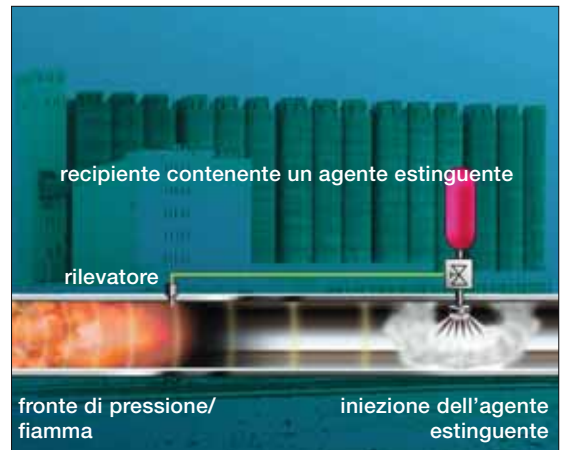 recipiente contenente un agente estinguente
rilevatore
fronte di pressione/
fiamma
iniezione dell'agente
estinguente